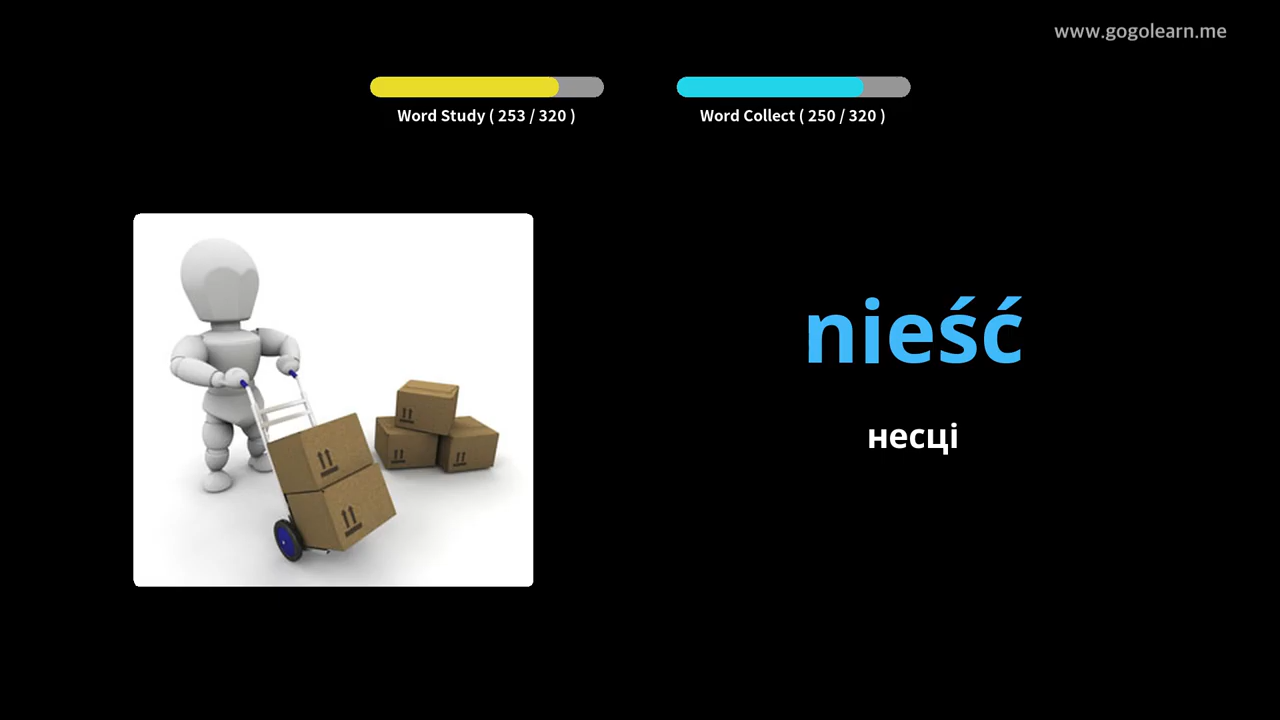 www.gogolearn.me
Word Study ( 253 / 320 )
Word Collect ( 250 / 320 )
nieść
несці